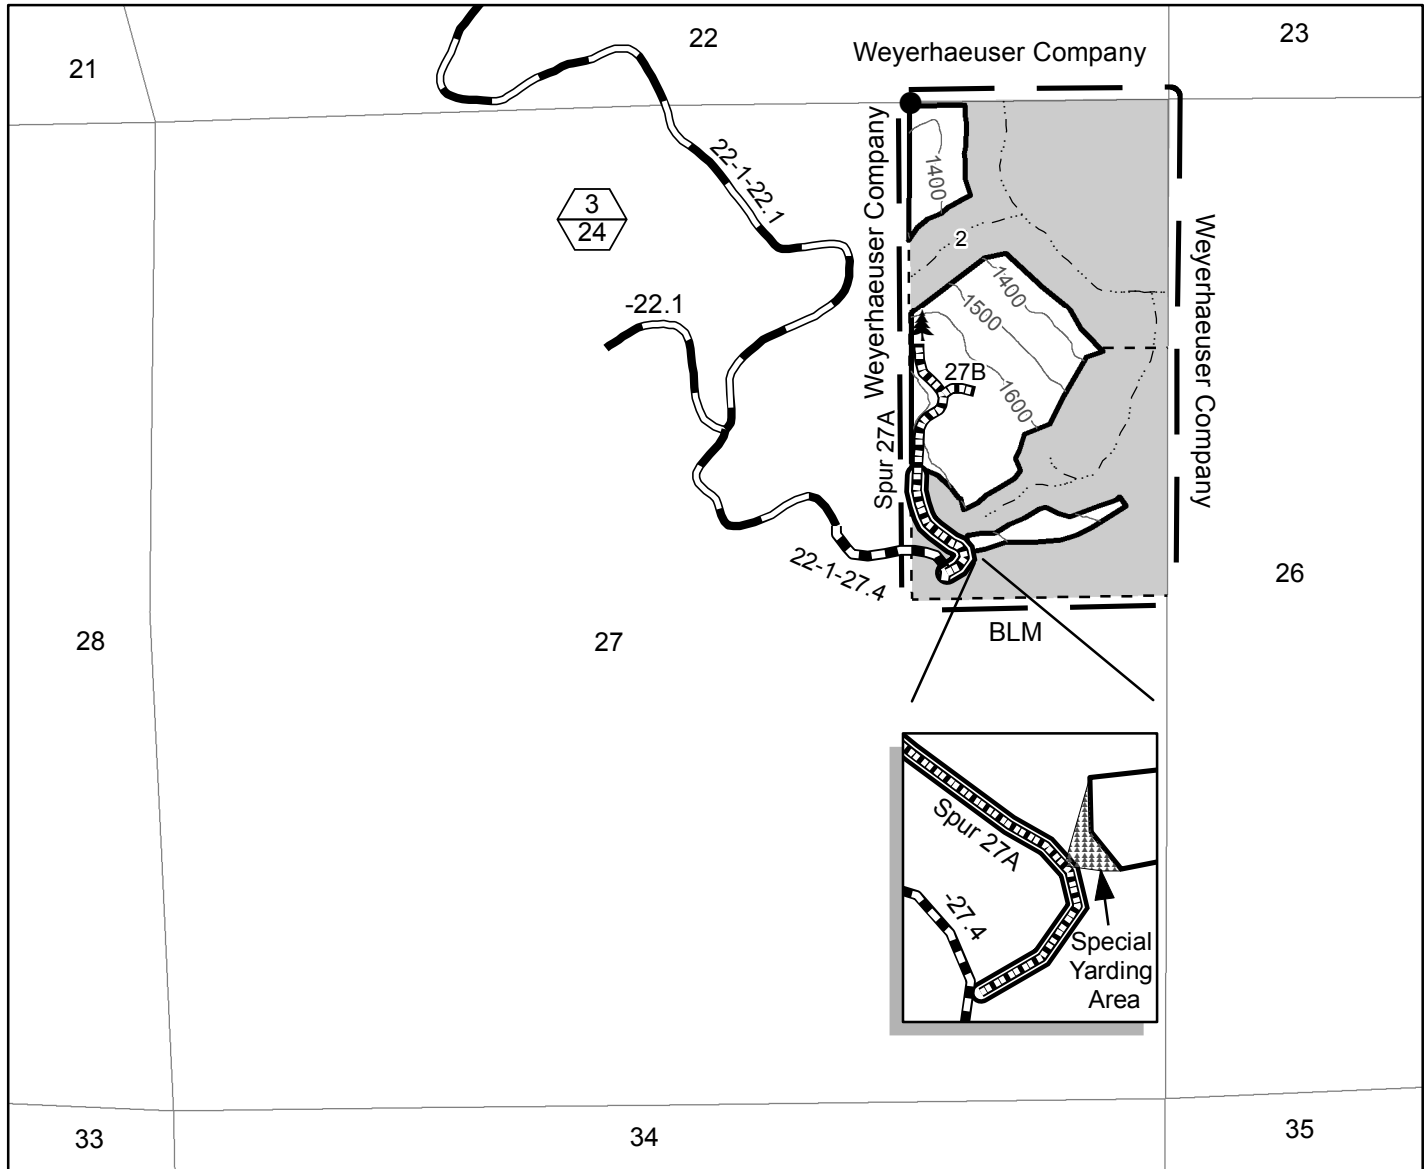 22
23
21
Weyerhaeuser Company
Weyerhaeuser Company
22-1-22.1
1400
3
24
2
Weyerhaeuser Company
1400
1500
-22.1
27B
1600
Spur 27A
22-1-27.4
26
BLM
28
27
Spur 27A
-27.4
Special
Yarding
Area
33
34
35